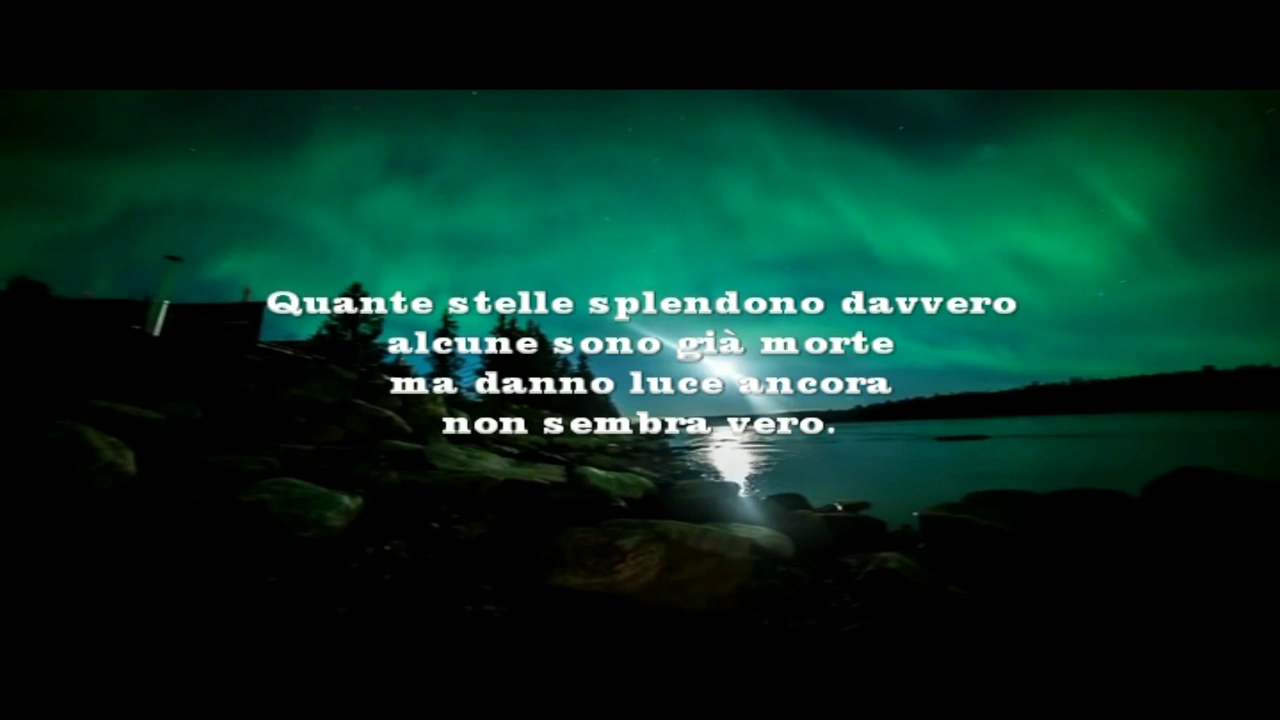 Quante stelle splendono davvero
alcune sono già morte
ma danno luce ancora
non sembra vero.